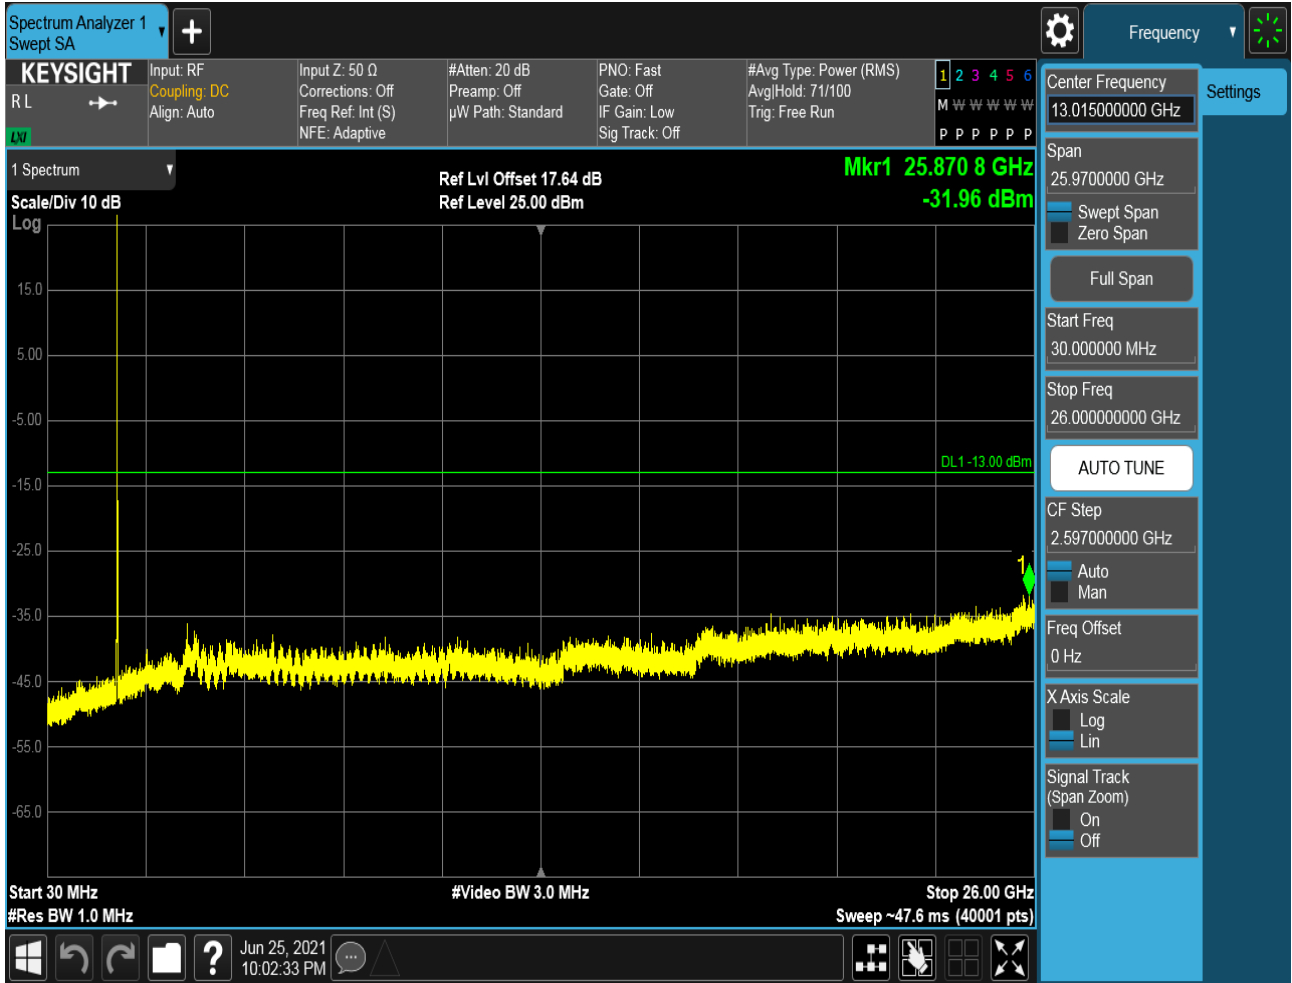 Spectrum Analyzer 1
Swept SA
Frequency
KEYSIGHT
R L
LXI
Input: RF
Coupling: DC
Align: Auto
Input Z: 50 Ω
Corrections: Off
Freq Ref: Int (S)
NFE: Adaptive
#Atten: 20 dB
Preamp: Off
µW Path: Standard
PNO: Fast
Gate: Off
IF Gain: Low
Sig Track: Off
#Avg Type: Power (RMS)
Avg|Hold: 71/100
Trig: Free Run
1 2 3 4 5 6
M W W W W W
P P P P P P
Center Frequency
13.015000000 GHz
Settings
Span
25.9700000 GHz
Swept Span
Zero Span
Full Span
Start Freq
30.000000 MHz
Stop Freq
26.000000000 GHz
AUTO TUNE
CF Step
2.597000000 GHz
Auto
Man
Freq Offset
0 Hz
X Axis Scale
Log
Lin
Signal Track
(Span Zoom)
On
Off
1 Spectrum
Scale/Div 10 dB
Log
Ref Lvl Offset 17.64 dB
Ref Level 25.00 dBm
Mkr1 25.870 8 GHz
-31.96 dBm
15.0
5.00
-5.00
DL1 -13.00 dBm
-15.0
-25.0
1
-35.0
-45.0
-55.0
-65.0
Start 30 MHz
#Video BW 3.0 MHz
Stop 26.00 GHz
#Res BW 1.0 MHz
Sweep ~47.6 ms (40001 pts)
?
Jun 25, 2021
10:02:33 PM